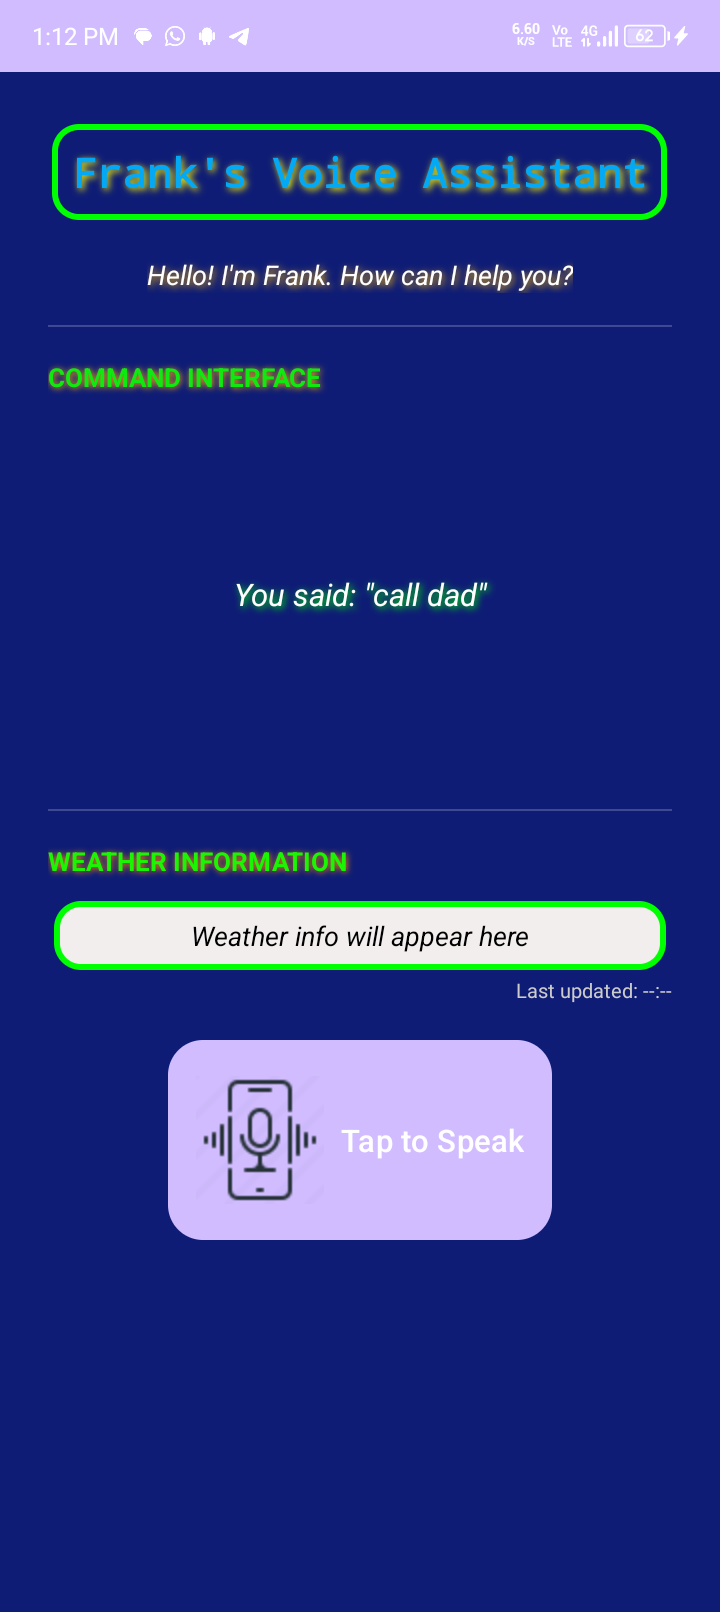 1:12 PM
6.60 K/S
Vo LTE
4G
62
Frank's Voice Assistant
Hello! I'm Frank. How can I help you?
COMMAND INTERFACE
You said: "call dad"
WEATHER INFORMATION
Weather info will appear here
Last updated: --:--
Tap to Speak